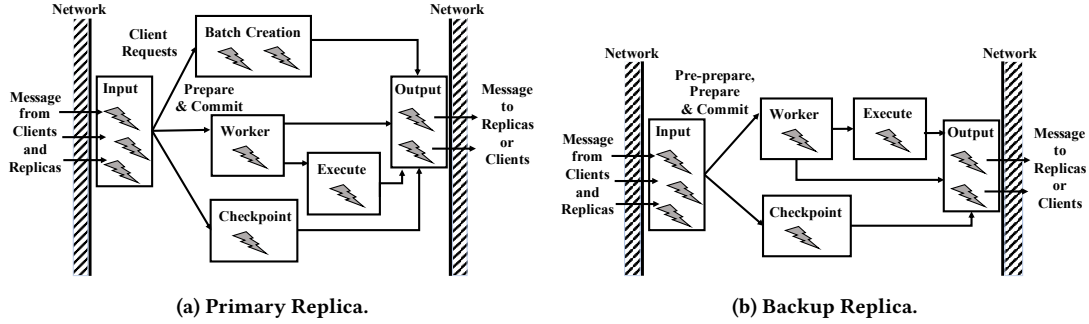 Network
Network
Client
Requests
Batch Creation
Message
from
Clients
and
Replicas
Input
Prepare
& Commit
Worker
Execute
Checkpoint
Output
Message
to
Replicas
or
Clients
(a) Primary Replica.
Network
Network
Pre-prepare,
Prepare
& Commit
Message
from
Clients
and
Replicas
Input
Worker
Execute
Checkpoint
Output
Message
to
Replicas
or
Clients
(b) Backup Replica.